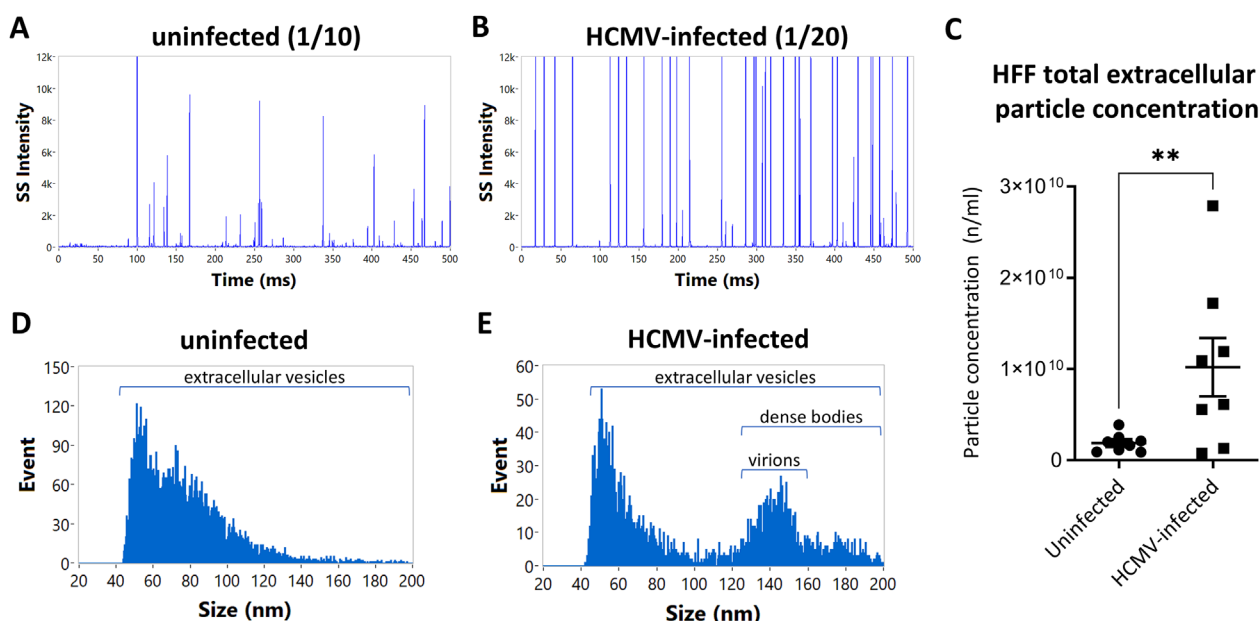 A
uninfected (1/10)
12k
10k
8k
6k
4k
2k
0
SS Intensity
0 50 100 150 200 250 300 350 400 450 500
Time (ms)
B
HCMV-infected (1/20)
12k
10k
8k
6k
4k
2k
0
SS Intensity
0 50 100 150 200 250 300 350 400 450 500
Time (ms)
C
HFF total extracellular
particle concentration
**
3×10¹⁰
2×10¹⁰
1×10¹⁰
0
Particle concentration (n/ml)
Uninfected
HCMV-infected
D
uninfected
extracellular vesicles
150
120
90
60
30
0
Event
20 40 60 80 100 120 140 160 180 200
Size (nm)
E
HCMV-infected
extracellular vesicles
dense bodies
virions
60
50
40
30
20
10
0
Event
20 40 60 80 100 120 140 160 180 200
Size (nm)